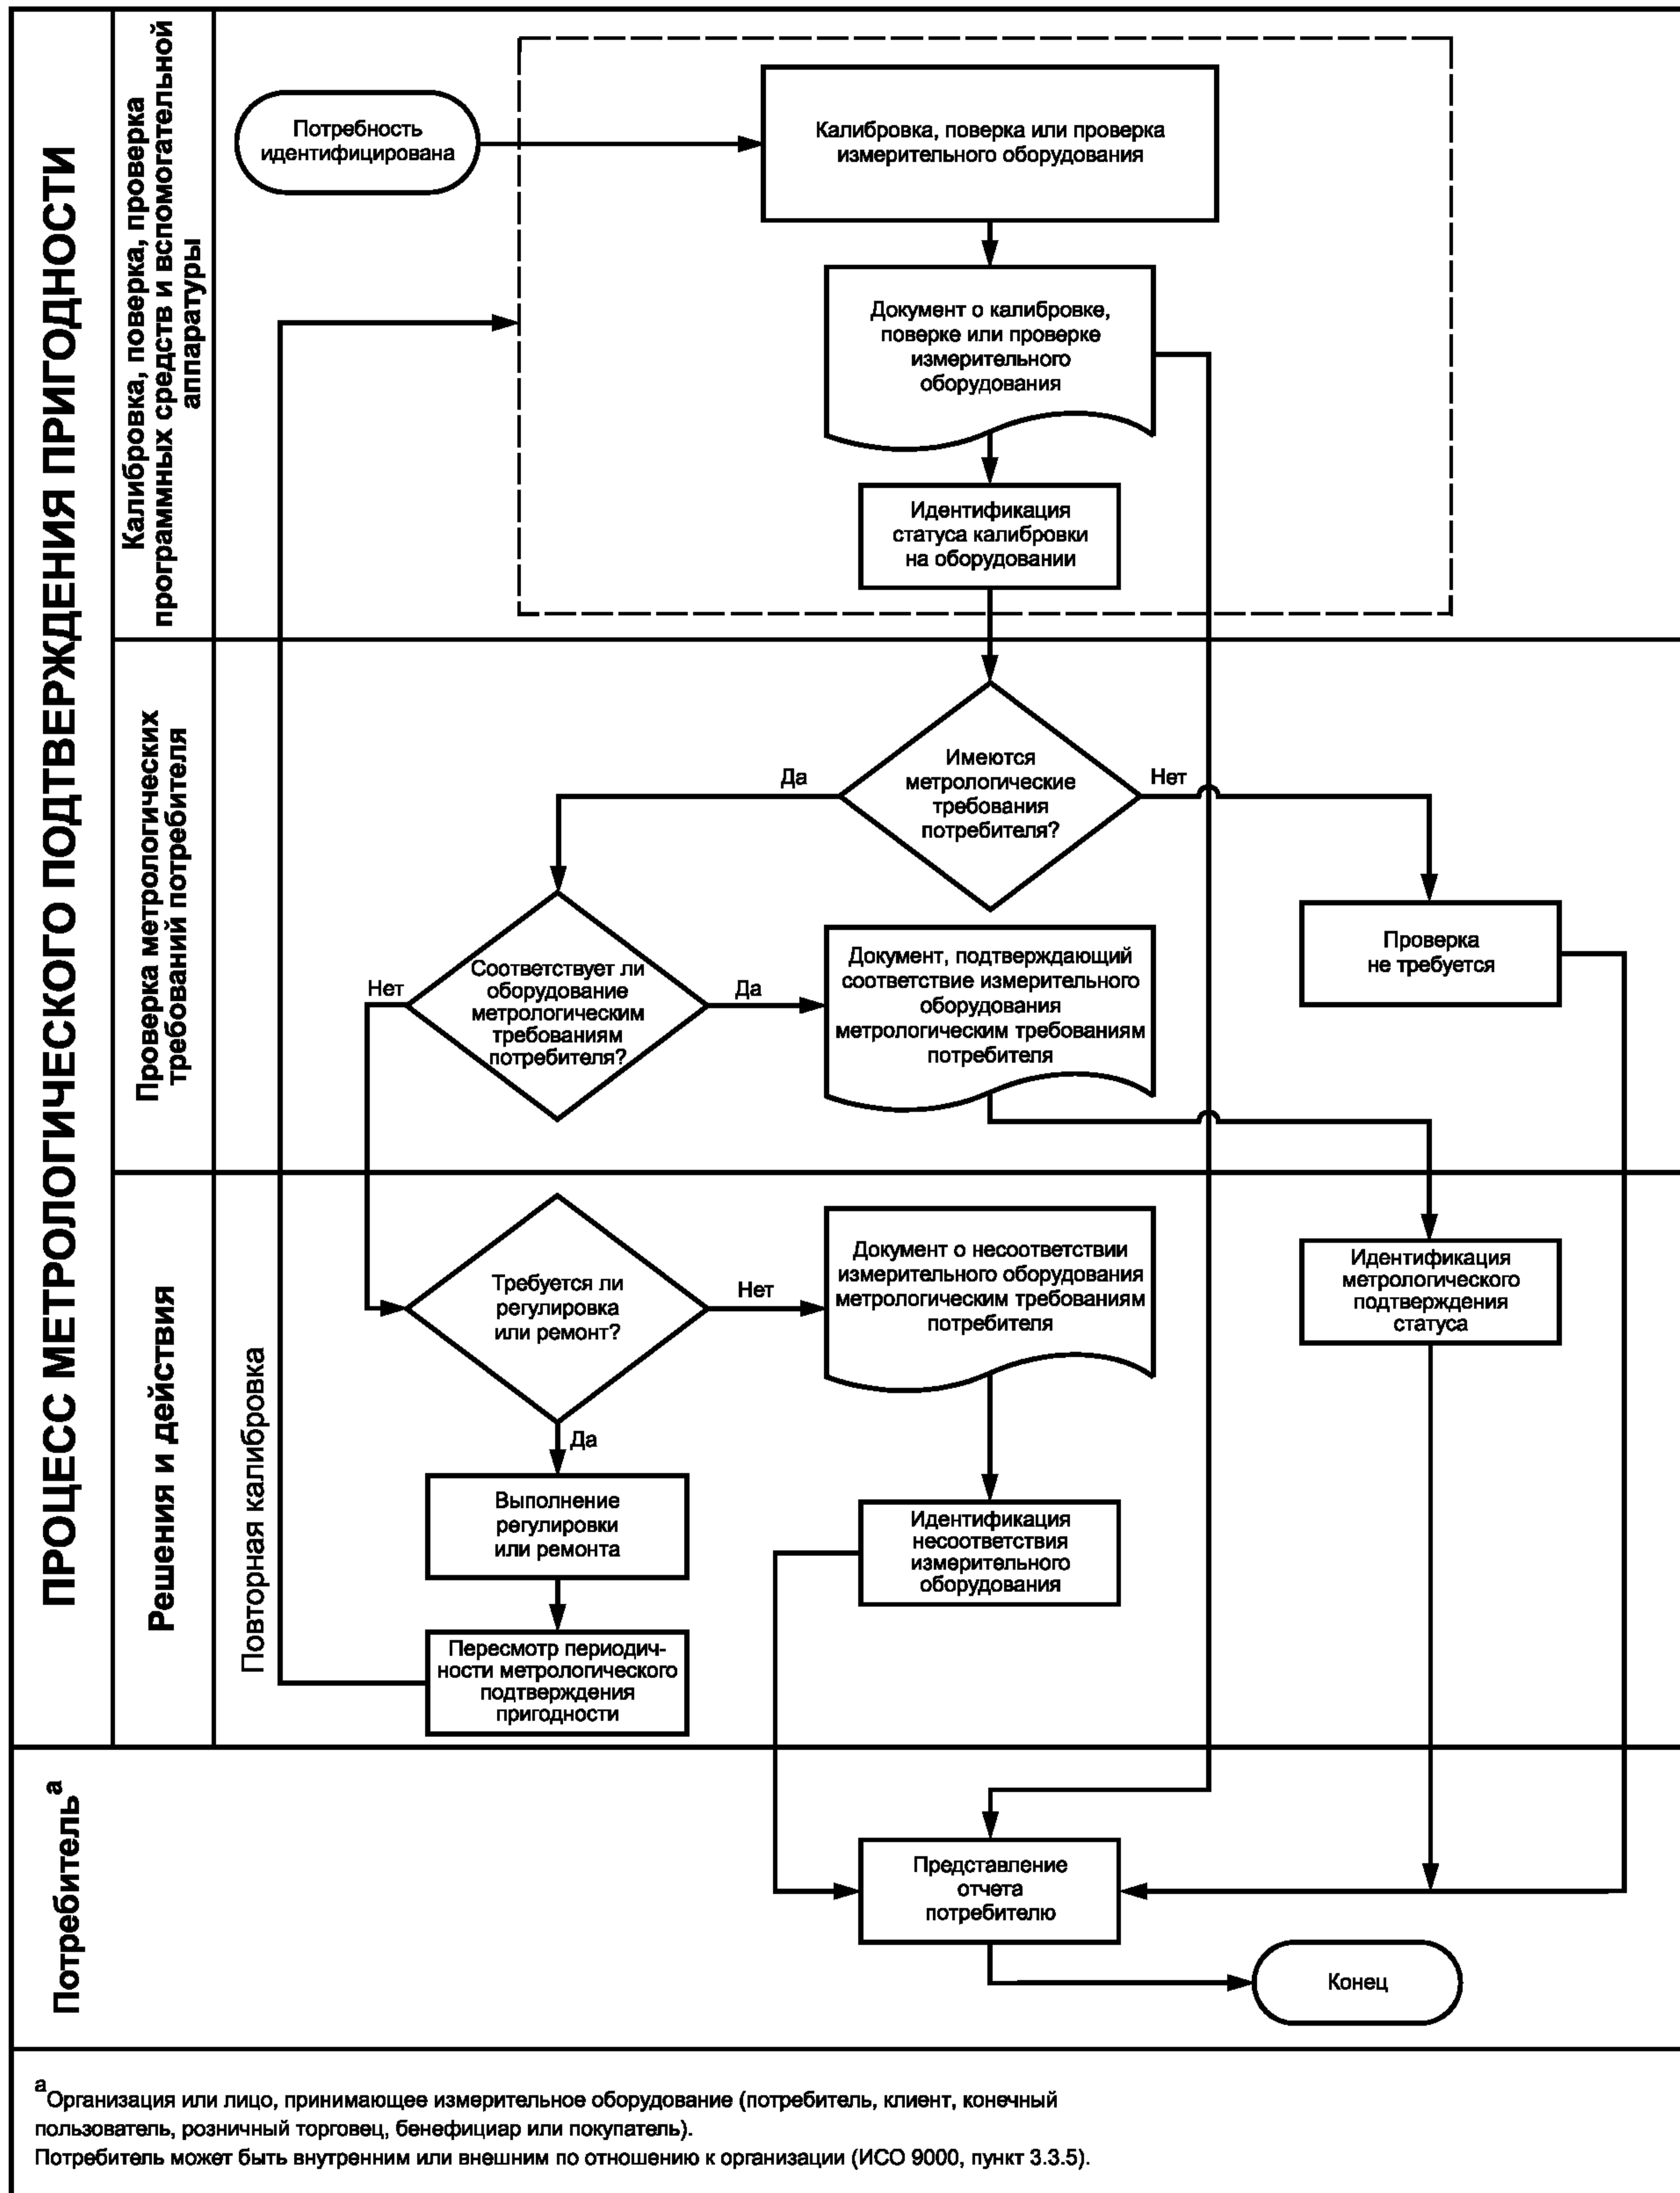 ПРОЦЕСС МЕТРОЛОГИЧЕСКОГО ПОДТВЕРЖДЕНИЯ ПРИГОДНОСТИ
Калибровка, поверка, проверка
программных средств и вспомогательной
аппаратуры
Потребность
идентифицирована
Калибровка, поверка или проверка
измерительного оборудования
Документ о калибровке,
поверке или проверке
измерительного
оборудования
Идентификация
статуса калибровки
на оборудовании
Проверка метрологических
требований потребителя
Имеются
метрологические
требования
потребителя?
Да
Нет
Соответствует ли
оборудование
метрологическим
требованиям
потребителя?
Нет
Да
Документ, подтверждающий
соответствие измерительного
оборудования
метрологическим требованиям
потребителя
Проверка
не требуется
Решения и действия
Повторная калибровка
Требуется ли
регулировка
или ремонт?
Нет
Да
Документ о несоответствии
измерительного оборудования
метрологическим требованиям
потребителя
Идентификация
метрологического
подтверждения
статуса
Выполнение
регулировки
или ремонта
Идентификация
несоответствия
измерительного
оборудования
Пересмотр периодич-
ности метрологического
подтверждения
пригодности
Потребитель а
Представление
отчета
потребителю
Конец
а Организация или лицо, принимающее измерительное оборудование (потребитель, клиент, конечный
пользователь, розничный торговец, бенефициар или покупатель).
Потребитель может быть внутренним или внешним по отношению к организации (ИСО 9000, пункт 3.3.5).